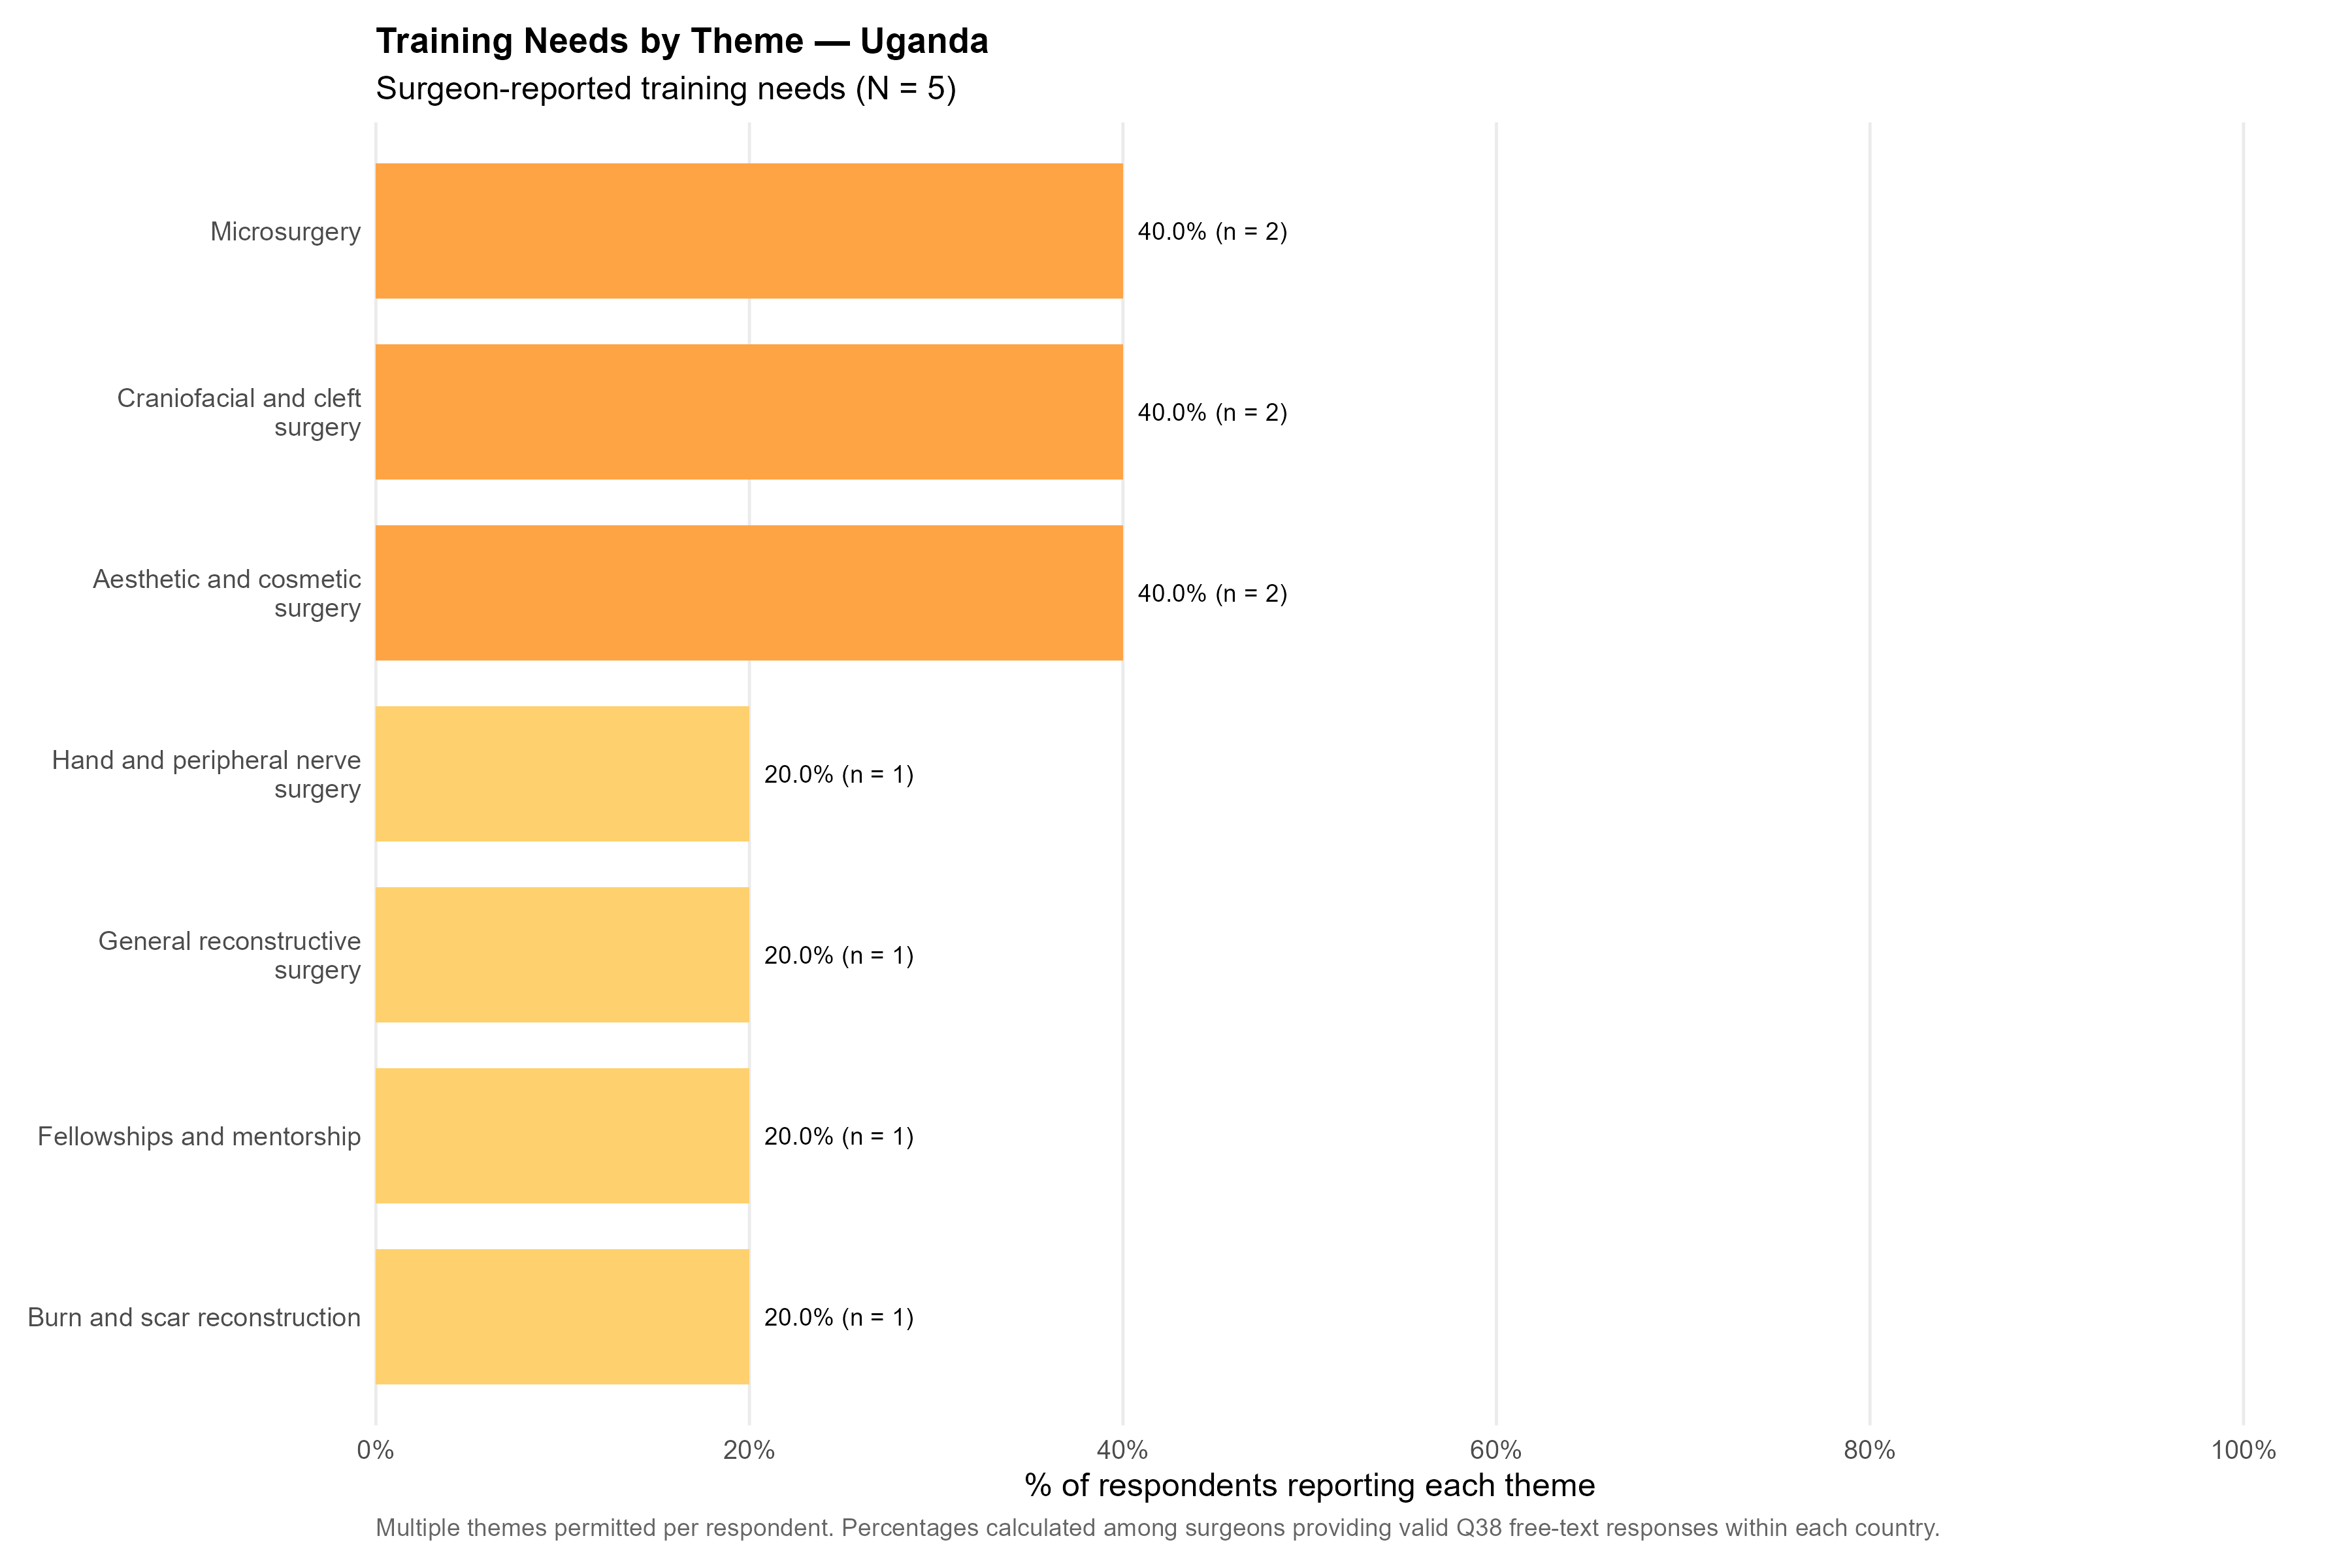 Training Needs by Theme — Uganda
Surgeon-reported training needs (N = 5)
Microsurgery
40.0% (n = 2)
Craniofacial and cleft
surgery
40.0% (n = 2)
Aesthetic and cosmetic
surgery
40.0% (n = 2)
Hand and peripheral nerve
surgery
20.0% (n = 1)
General reconstructive
surgery
20.0% (n = 1)
Fellowships and mentorship
20.0% (n = 1)
Burn and scar reconstruction
20.0% (n = 1)
0% 20% 40% 60% 80% 100%
% of respondents reporting each theme
Multiple themes permitted per respondent. Percentages calculated among surgeons providing valid Q38 free-text responses within each country.